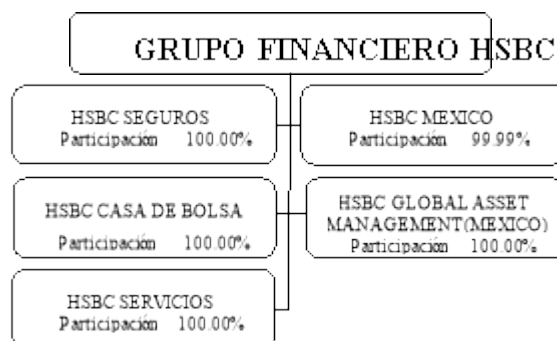 GRUPO FINANCIERO HSBC
HSBC SEGUROS
Participación 100.00%
HSBC MEXICO
Participación 99.99%
HSBC CASA DE BOLSA
Participación 100.00%
HSBC GLOBAL ASSET
MANAGEMENT(MEXICO)
Participación 100.00%
HSBC SERVICIOS
Participación 100.00%